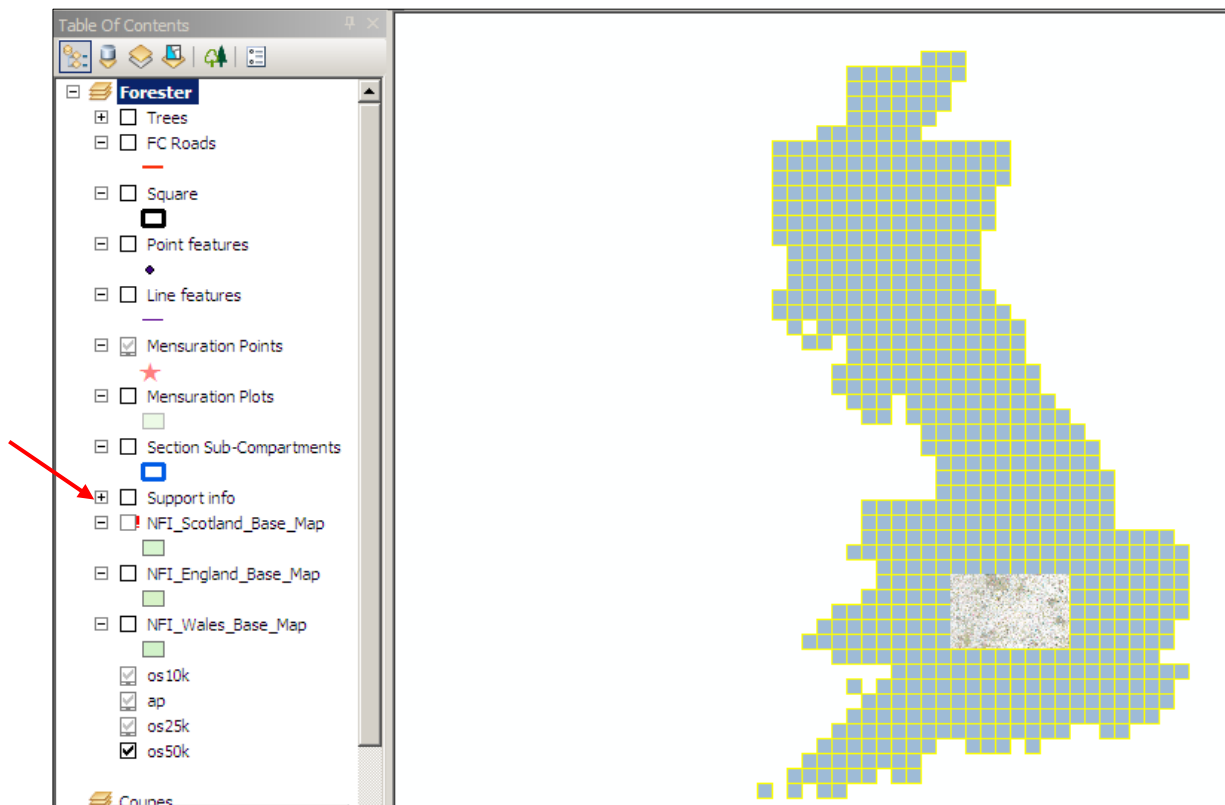 Table Of Contents
Forester
Trees
FC Roads
Square
Point features
Line features
Mensuration Points
Mensuration Plots
Section Sub-Compartments
Support info
NFI_Scotland_Base_Map
NFI_England_Base_Map
NFI_Wales_Base_Map
os10k
ap
os25k
os50k
Coupes